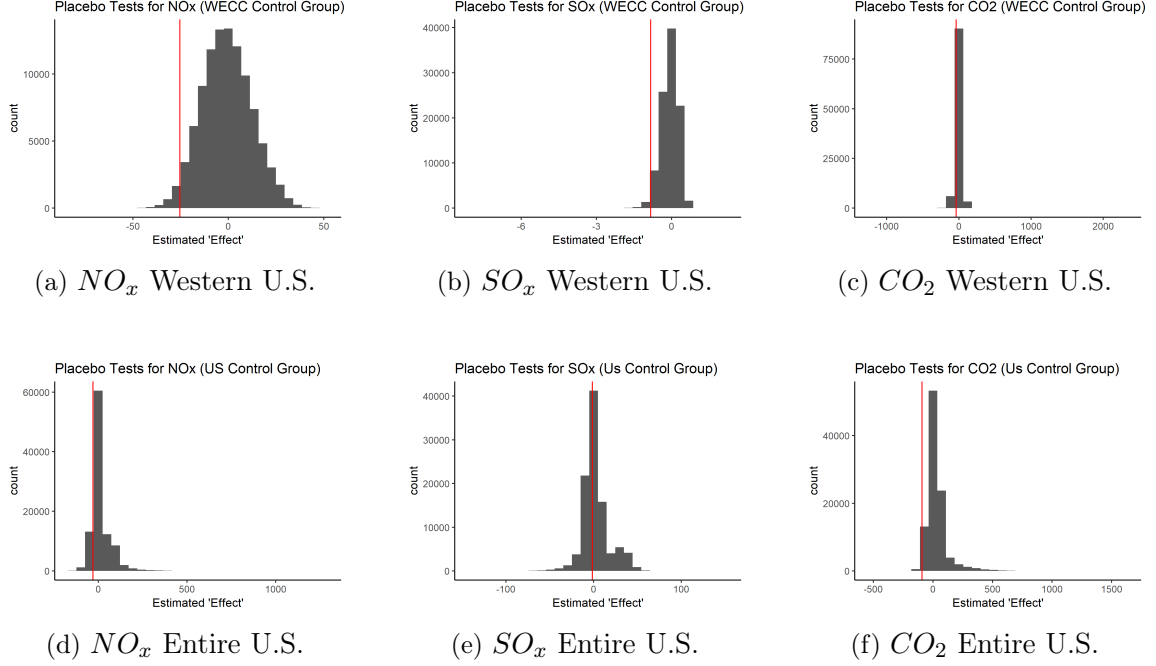 Placebo Tests for NOx (WECC Control Group)
count
10000
5000
0
-50
0
50
Estimated 'Effect'
(a) NOx Western U.S.
Placebo Tests for SOx (WECC Control Group)
count
40000
30000
20000
10000
0
-6
-3
0
Estimated 'Effect'
(b) SOx Western U.S.
Placebo Tests for CO2 (WECC Control Group)
count
75000
50000
25000
0
-1000
0
1000
2000
Estimated 'Effect'
(c) CO2 Western U.S.
Placebo Tests for NOx (US Control Group)
count
60000
40000
20000
0
0
500
1000
Estimated 'Effect'
(d) NOx Entire U.S.
Placebo Tests for SOx (Us Control Group)
count
40000
30000
20000
10000
0
-100
0
100
Estimated 'Effect'
(e) SOx Entire U.S.
Placebo Tests for CO2 (Us Control Group)
count
40000
20000
0
-500
0
500
1000
1500
Estimated 'Effect'
(f) CO2 Entire U.S.